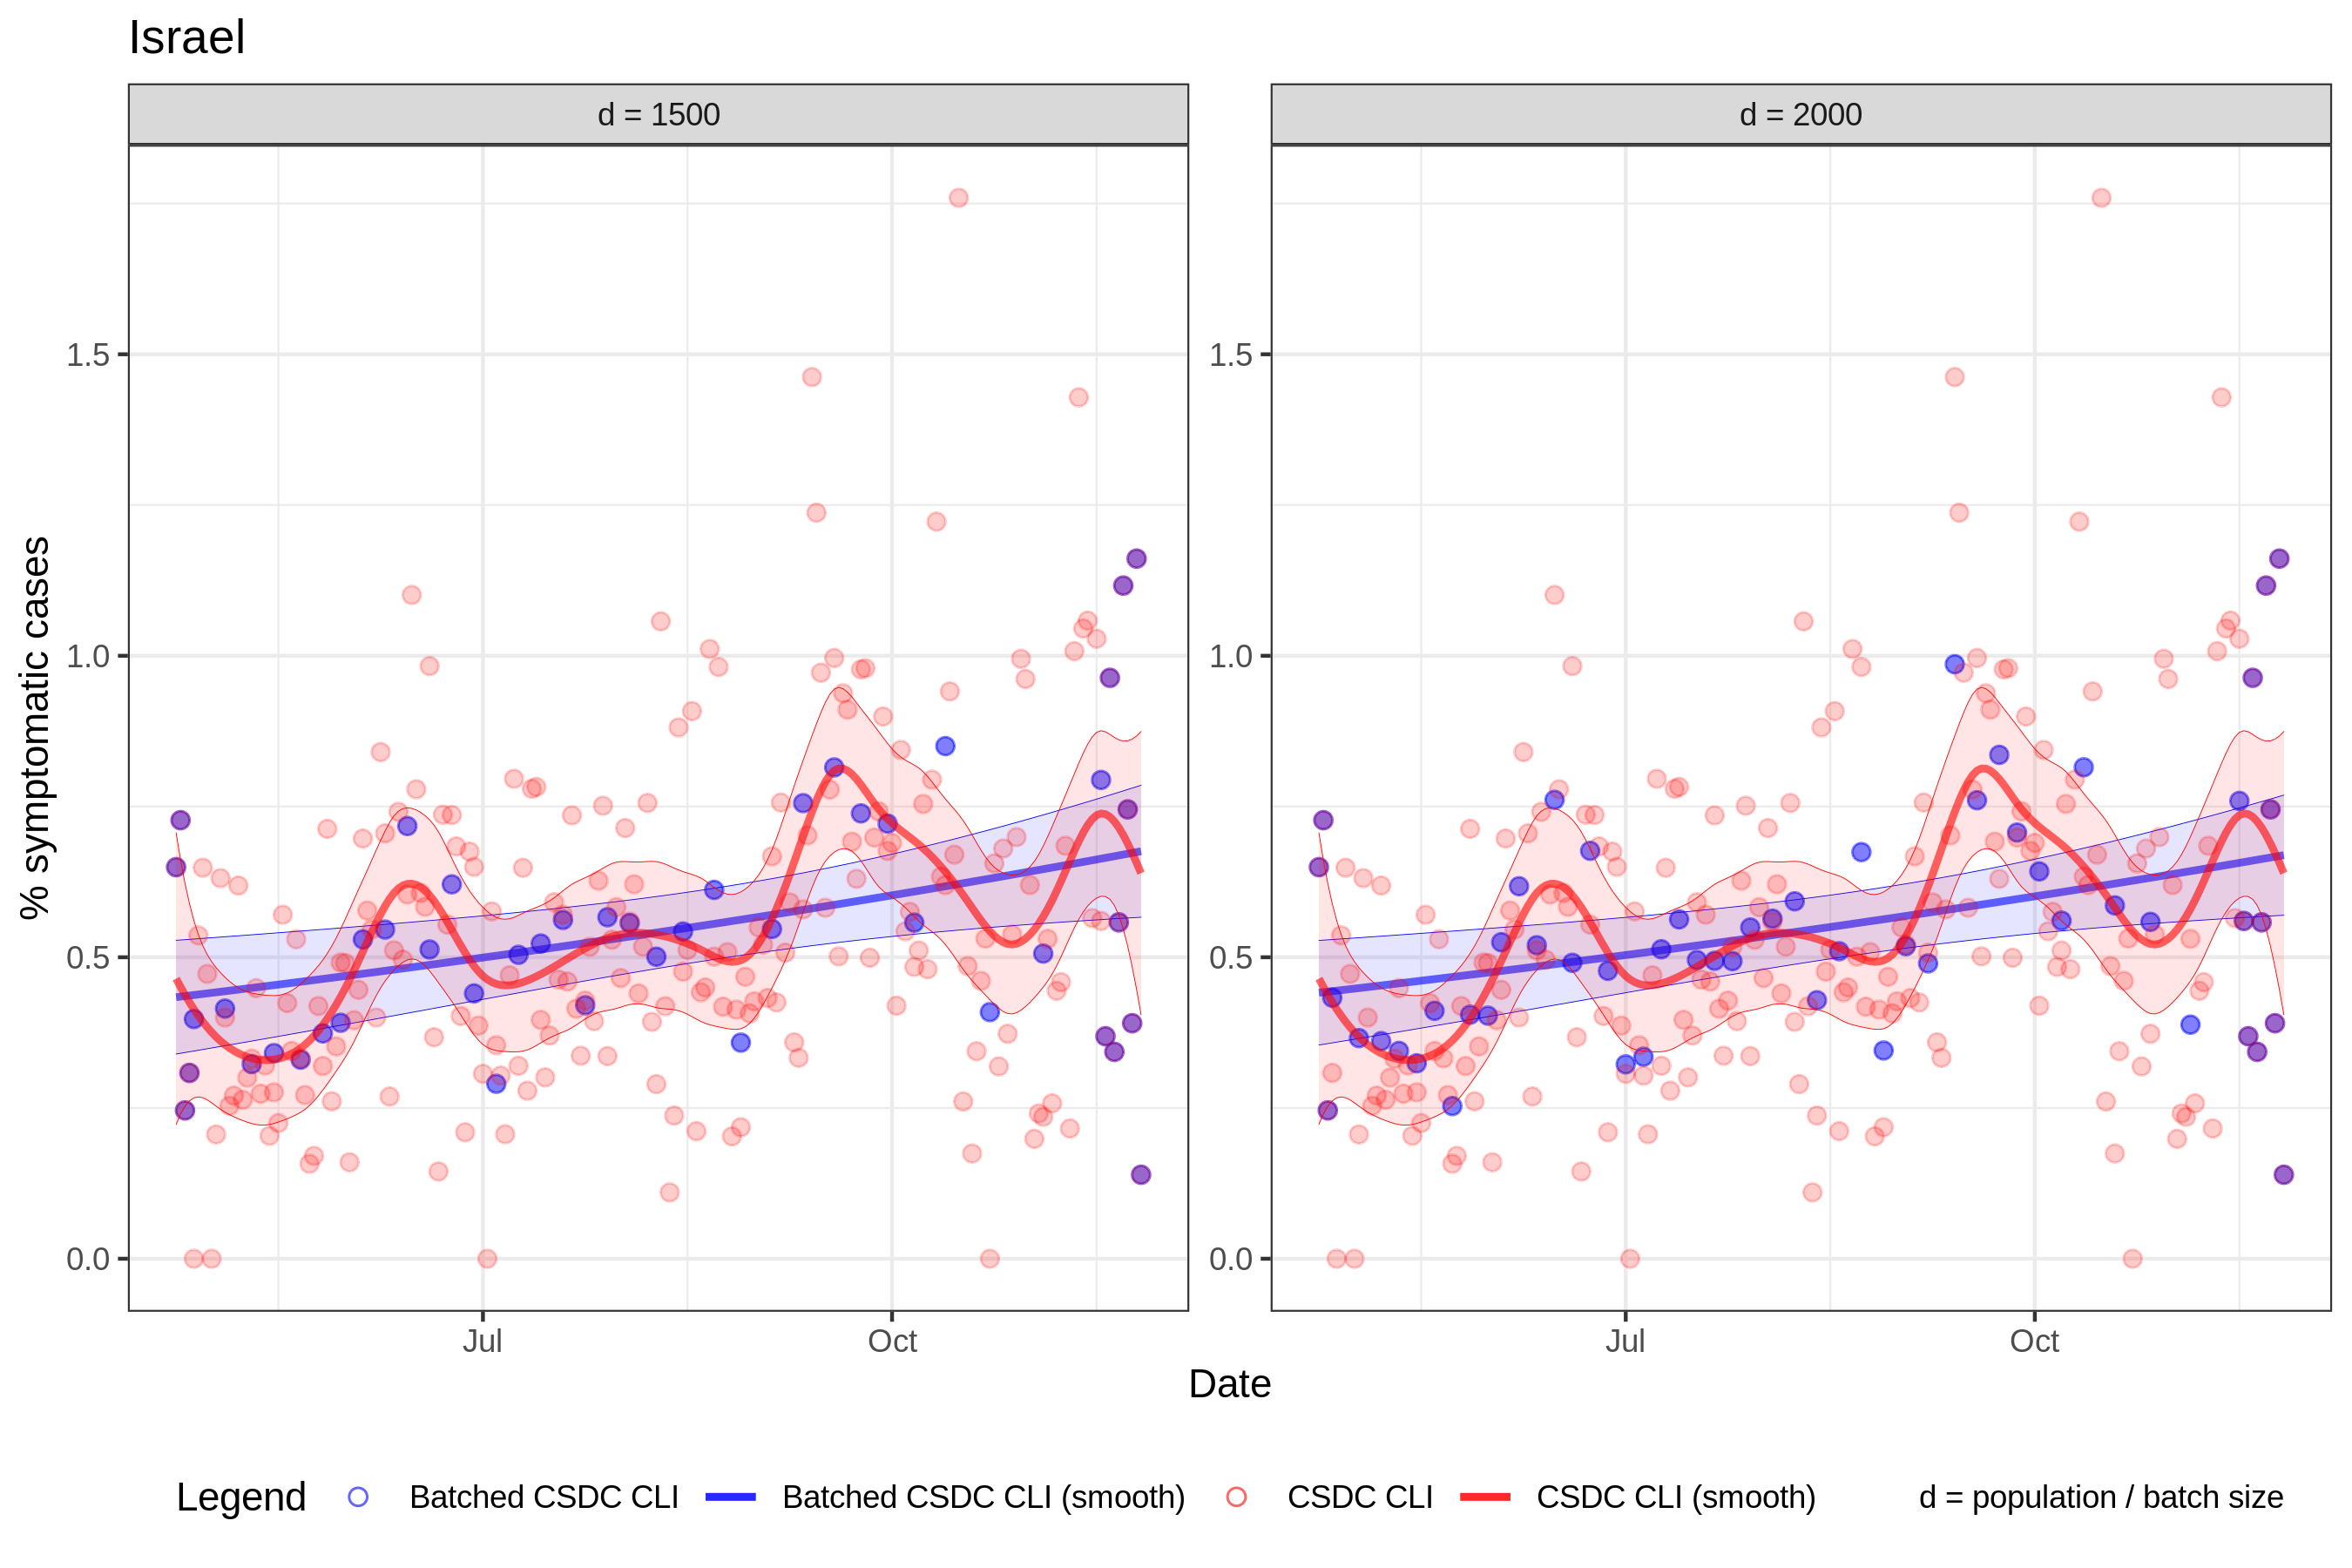 Israel
d = 1500
d = 2000
% symptomatic cases
1.5
1.0
0.5
0.0
1.5
1.0
0.5
0.0
Jul
Oct
Jul
Oct
Date
Legend
Batched CSDC CLI
Batched CSDC CLI (smooth)
CSDC CLI
CSDC CLI (smooth)
d = population / batch size